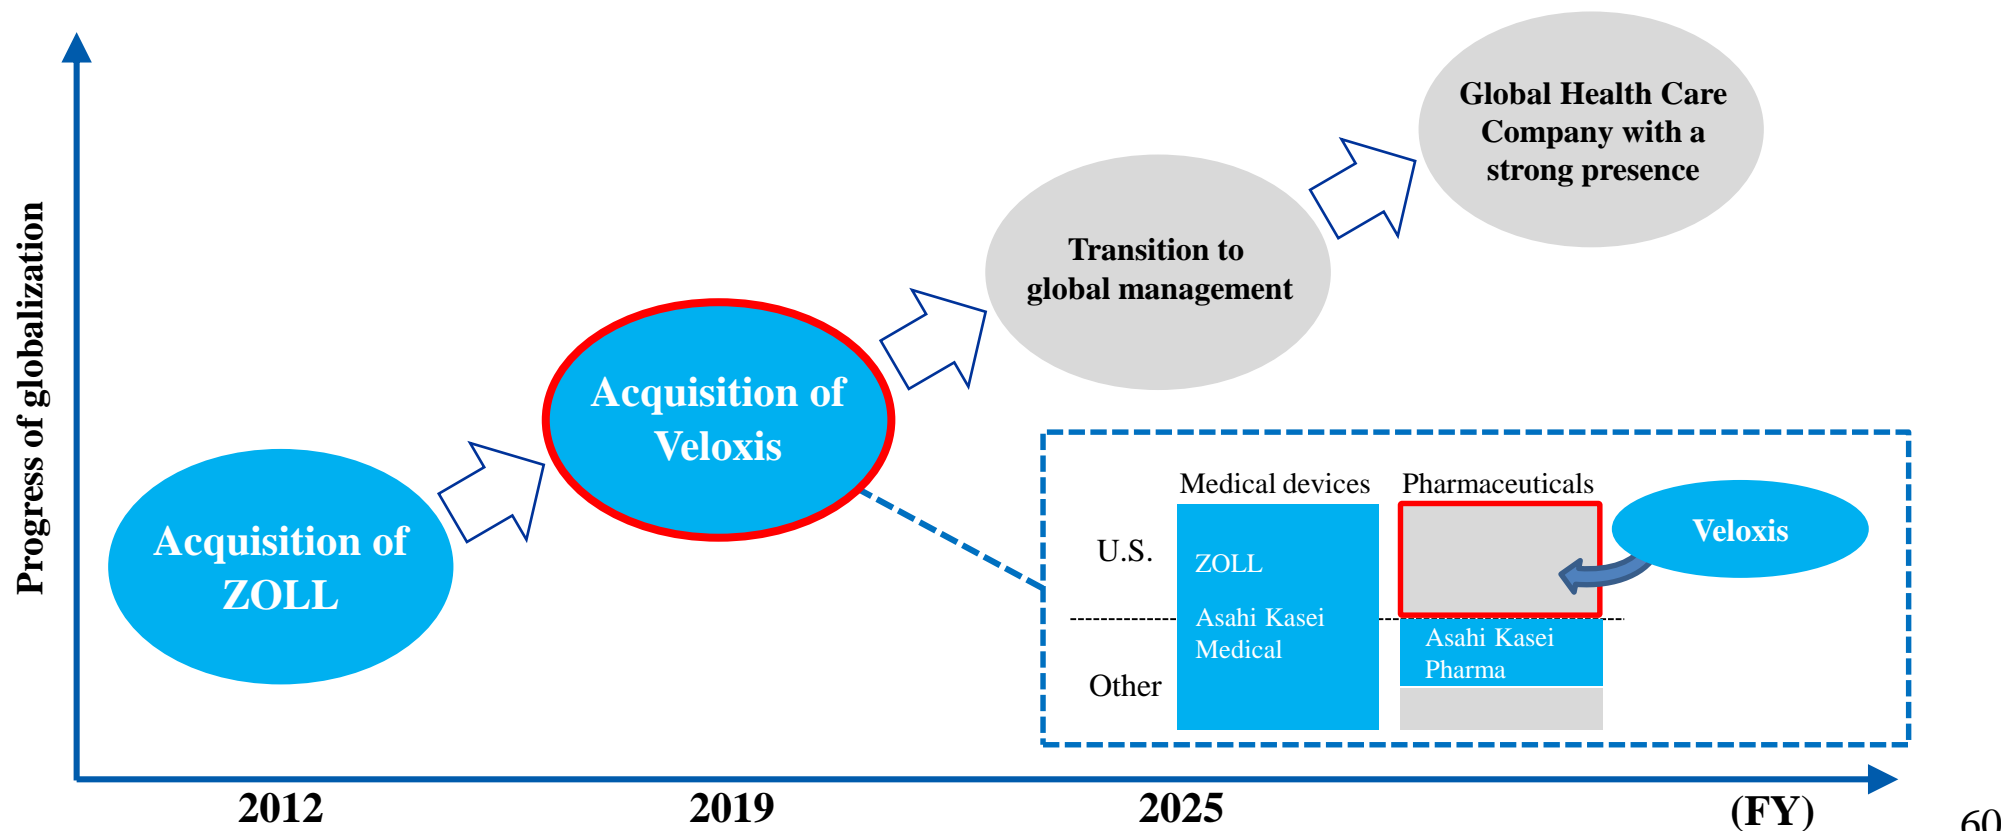 Progress of globalization
Global Health Care
Company with a
strong presence
Transition to
global management
Acquisition of
Veloxis
Acquisition of
ZOLL
Medical devices
Pharmaceuticals
U.S.
ZOLL
Veloxis
Asahi Kasei
Medical
Asahi Kasei
Pharma
Other
2012
2019
2025
(FY)
60